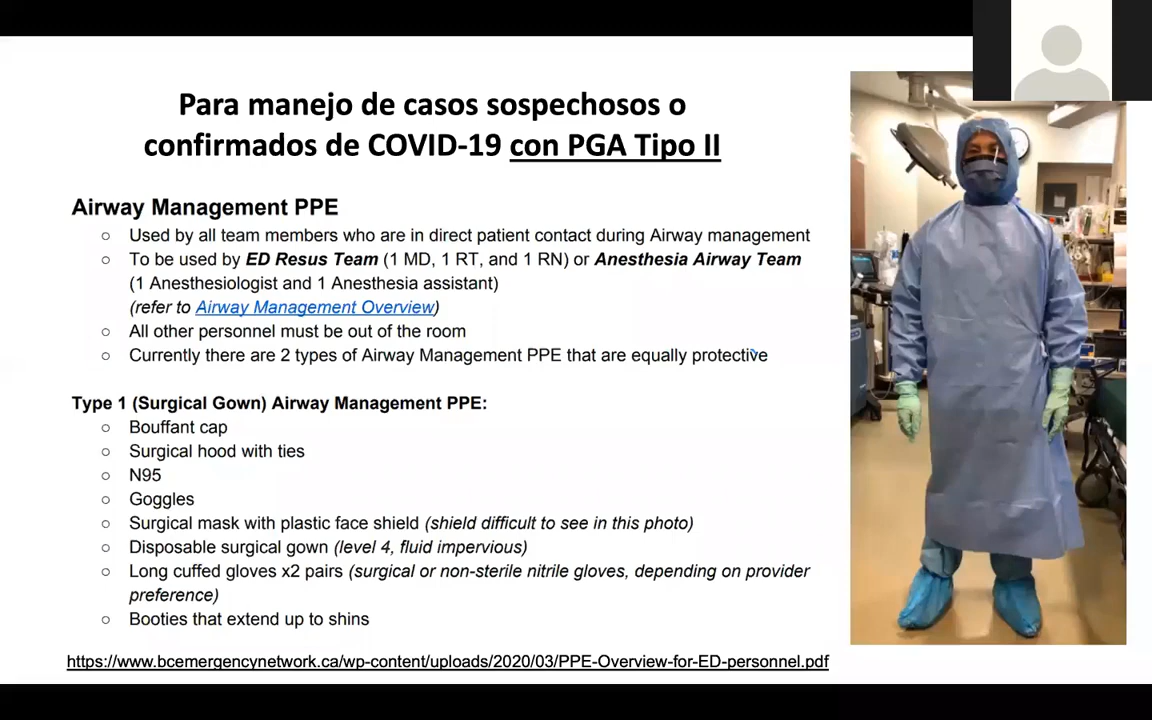 Para manejo de casos sospechosos o
confirmados de COVID-19 con PGA Tipo II
Airway Management PPE
○ Used by all team members who are in direct patient contact during Airway management
○ To be used by ED Resus Team (1 MD, 1 RT, and 1 RN) or Anesthesia Airway Team
(1 Anesthesiologist and 1 Anesthesia assistant)
(refer to Airway Management Overview)
○ All other personnel must be out of the room
○ Currently there are 2 types of Airway Management PPE that are equally protective
Type 1 (Surgical Gown) Airway Management PPE:
○ Bouffant cap
○ Surgical hood with ties
○ N95
○ Goggles
○ Surgical mask with plastic face shield (shield difficult to see in this photo)
○ Disposable surgical gown (level 4, fluid impervious)
○ Long cuffed gloves x2 pairs (surgical or non-sterile nitrile gloves, depending on provider
preference)
○ Booties that extend up to shins
https://www.bcemergencynetwork.ca/wp-content/uploads/2020/03/PPE-Overview-for-ED-personnel.pdf